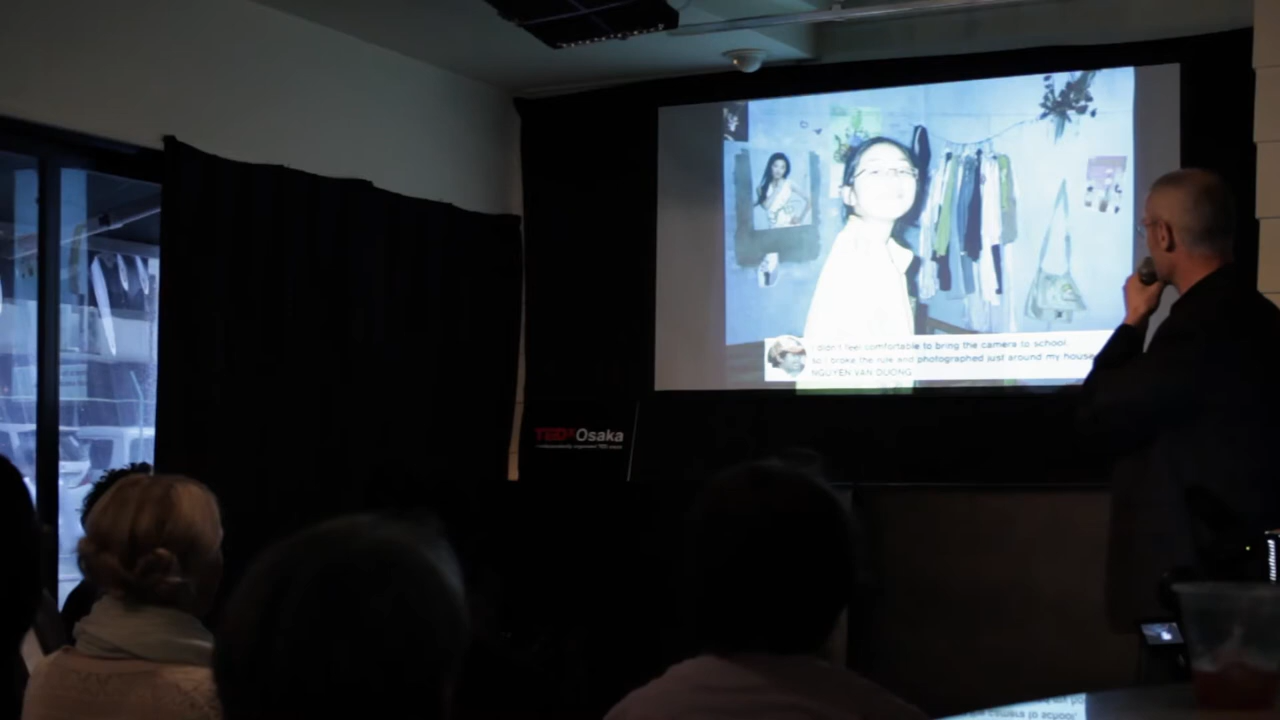 I didn't feel comfortable to bring the camera to school,
so I broke the rule and photographed just around my house
NGUYEN VAN DUONG
TEDxOsaka